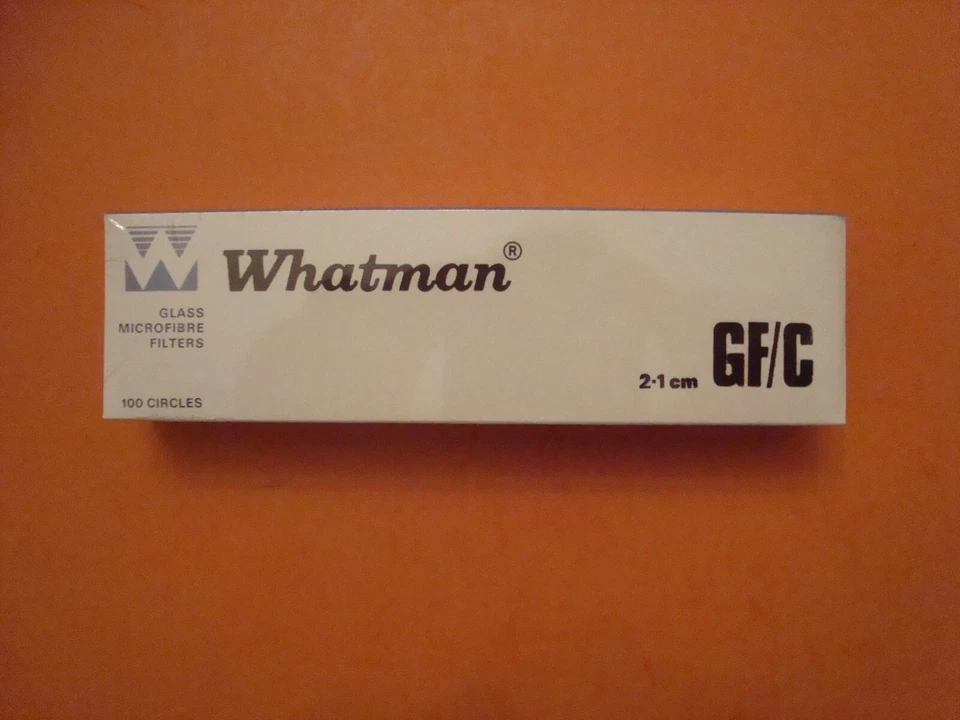 Whatman®
GLASS
MICROFIBRE
FILTERS
100 CIRCLES
2·1 cm GF/C